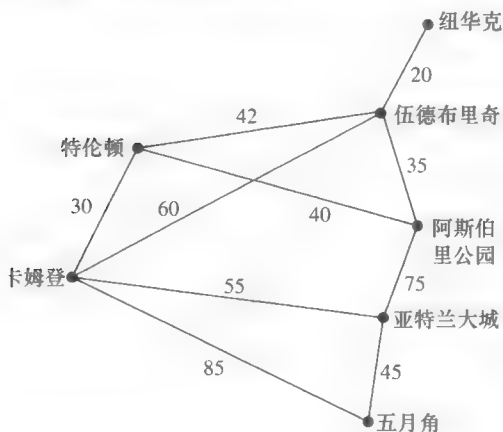 纽华克
20
42
伍德布里奇
特伦顿
35
30
60
40
阿斯伯
里公园
卡姆登
55
75
亚特兰大城
85
45
五月角